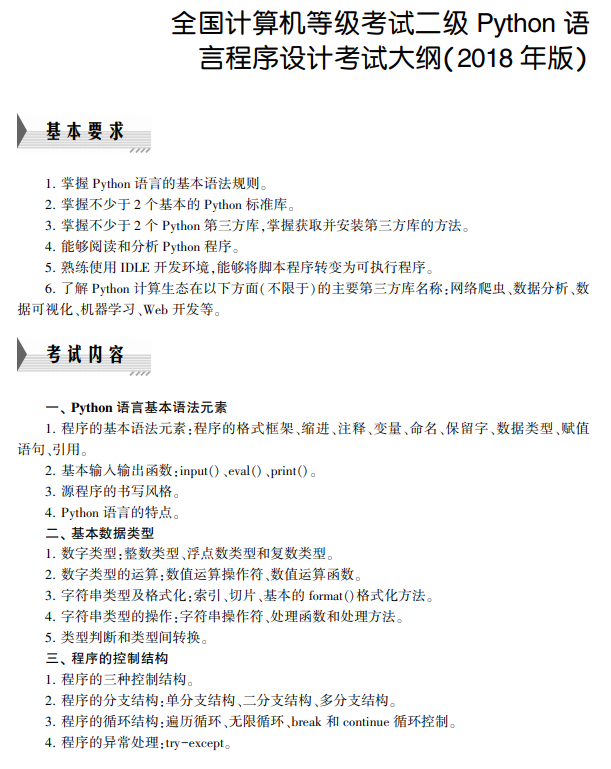 全国计算机等级考试二级 Python 语
言程序设计考试大纲(2018 年版)
基本要求
1. 掌握 Python 语言的基本语法规则。
2. 掌握不少于 2 个基本的 Python 标准库。
3. 掌握不少于 2 个 Python 第三方库,掌握获取并安装第三方库的方法。
4. 能够阅读和分析 Python 程序。
5. 熟练使用 IDLE 开发环境,能够将脚本程序转变为可执行程序。
6. 了解 Python 计算生态在以下方面(不限于)的主要第三方库名称:网络爬虫、数据分析、数
据可视化、机器学习、Web 开发等。
考试内容
一、Python 语言基本语法元素
1. 程序的基本语法元素:程序的格式框架、缩进、注释、变量、命名、保留字、数据类型、赋值
语句、引用。
2. 基本输入输出函数:input()、eval()、print()。
3. 源程序的书写风格。
4. Python 语言的特点。
二、基本数据类型
1. 数字类型:整数类型、浮点数类型和复数类型。
2. 数字类型的运算:数值运算操作符、数值运算函数。
3. 字符串类型及格式化:索引、切片、基本的 format()格式化方法。
4. 字符串类型的操作:字符串操作符、处理函数和处理方法。
5. 类型判断和类型间转换。
三、程序的控制结构
1. 程序的三种控制结构。
2. 程序的分支结构:单分支结构、二分支结构、多分支结构。
3. 程序的循环结构:遍历循环、无限循环、break 和 continue 循环控制。
4. 程序的异常处理:try-except。